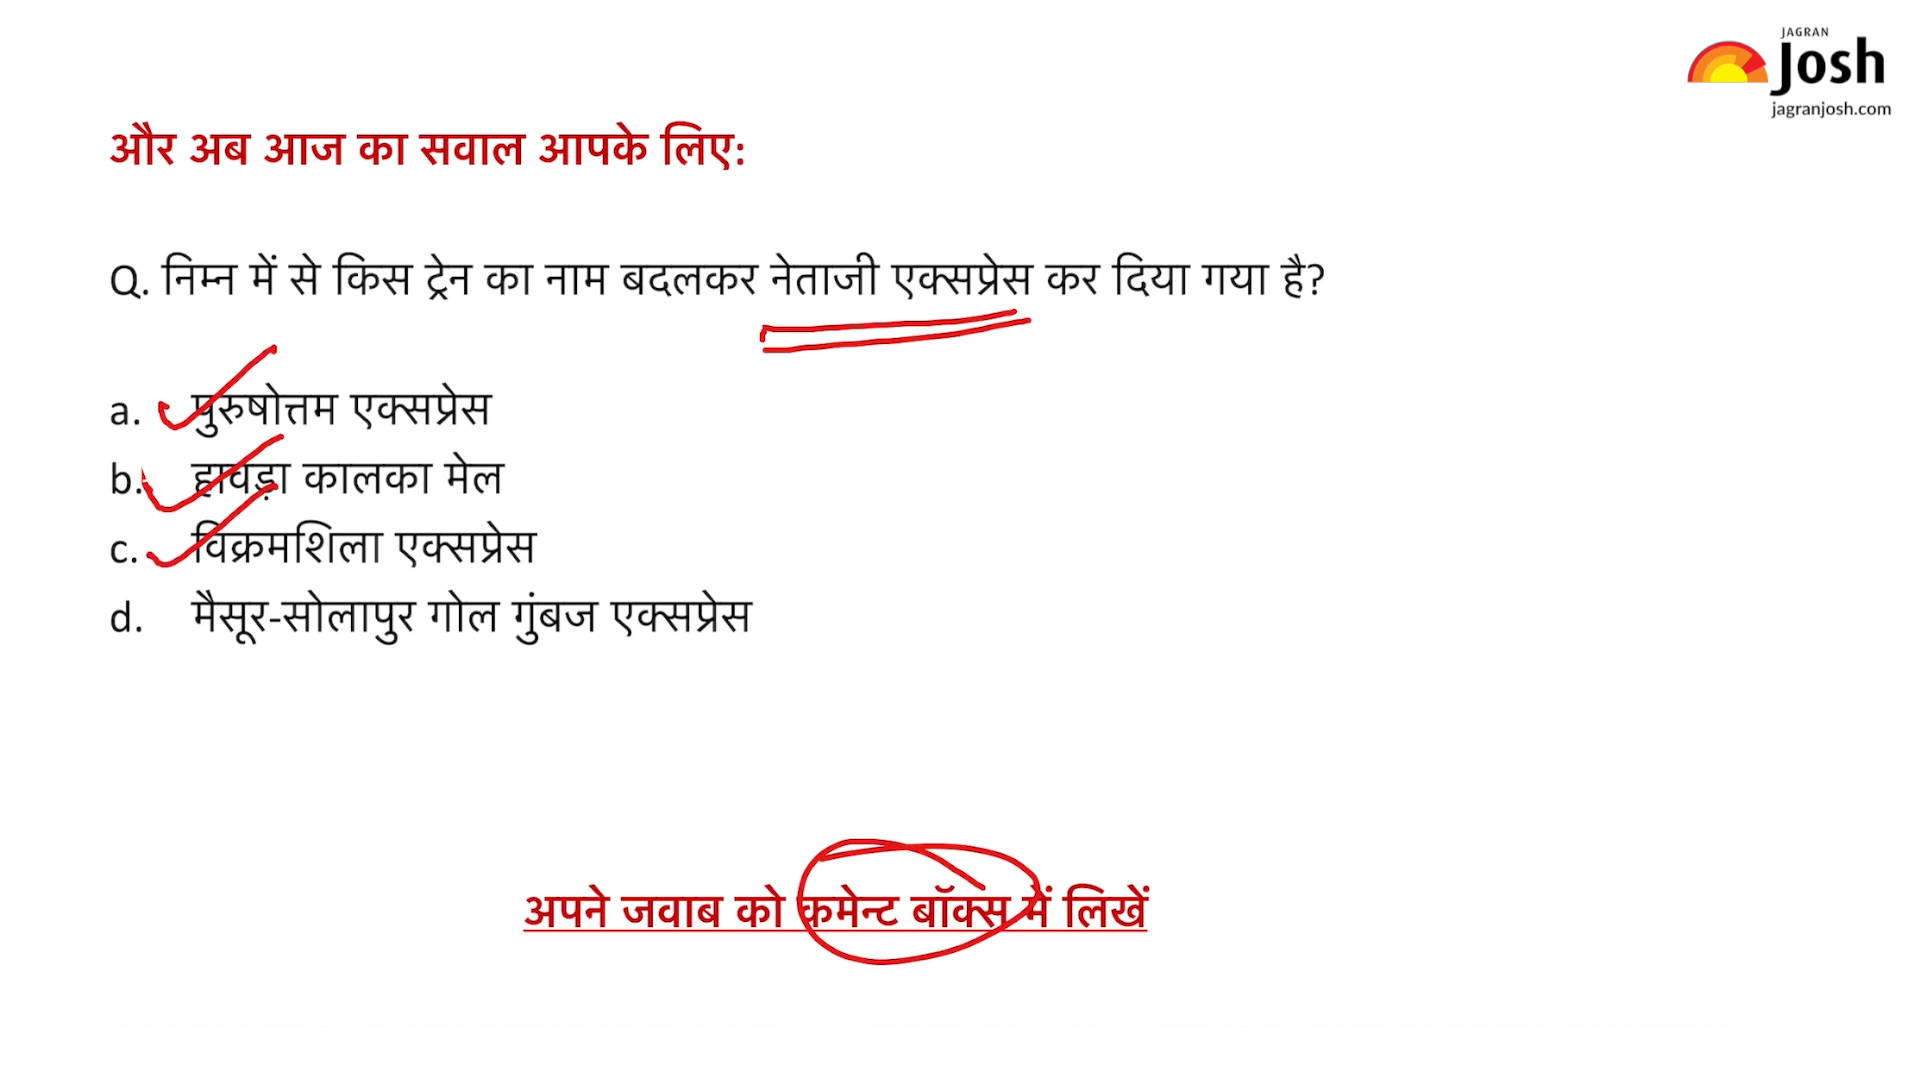 JAGRAN
Josh
jagranjosh.com
और अब आज का सवाल आपके लिए:
Q. निम्न में से किस ट्रेन का नाम बदलकर नेताजी एक्सप्रेस कर दिया गया है?
a. पुरुषोत्तम एक्सप्रेस
b. हावड़ा कालका मेल
c. विक्रमशिला एक्सप्रेस
d. मैसूर-सोलापुर गोल गुंबज एक्सप्रेस
अपने जवाब को कमेन्ट बॉक्स में लिखें